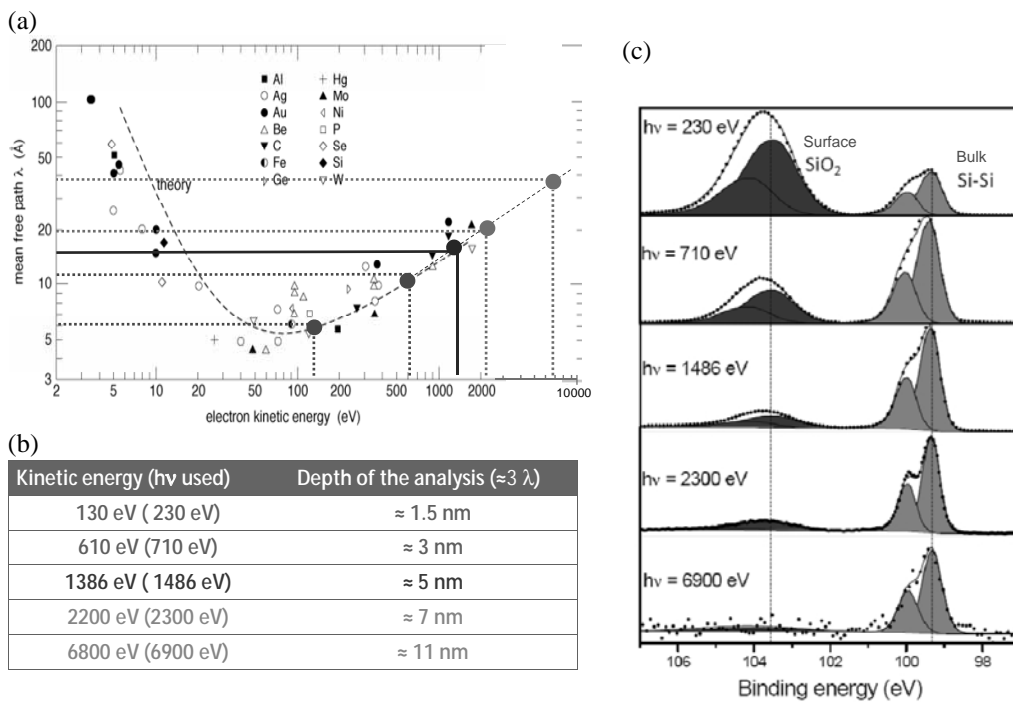 (a)
200
100
50
20
10
5
3
2 5 10 20 50 100 200 500 1000 2000 10000
mean free path λ (Å)
electron kinetic energy (eV)
theory
Al Hg
Ag Mo
Au Ni
Be P
C Se
Fe Si
Ge W
(b)
Kinetic energy (hν used) Depth of the analysis (≈3 λ)
130 eV ( 230 eV) ≈ 1.5 nm
610 eV (710 eV) ≈ 3 nm
1386 eV ( 1486 eV) ≈ 5 nm
2200 eV (2300 eV) ≈ 7 nm
6800 eV (6900 eV) ≈ 11 nm
(c)
hν = 230 eV
Surface
SiO2
Bulk
Si-Si
hν = 710 eV
hν = 1486 eV
hν = 2300 eV
hν = 6900 eV
106 104 102 100 98
Binding energy (eV)